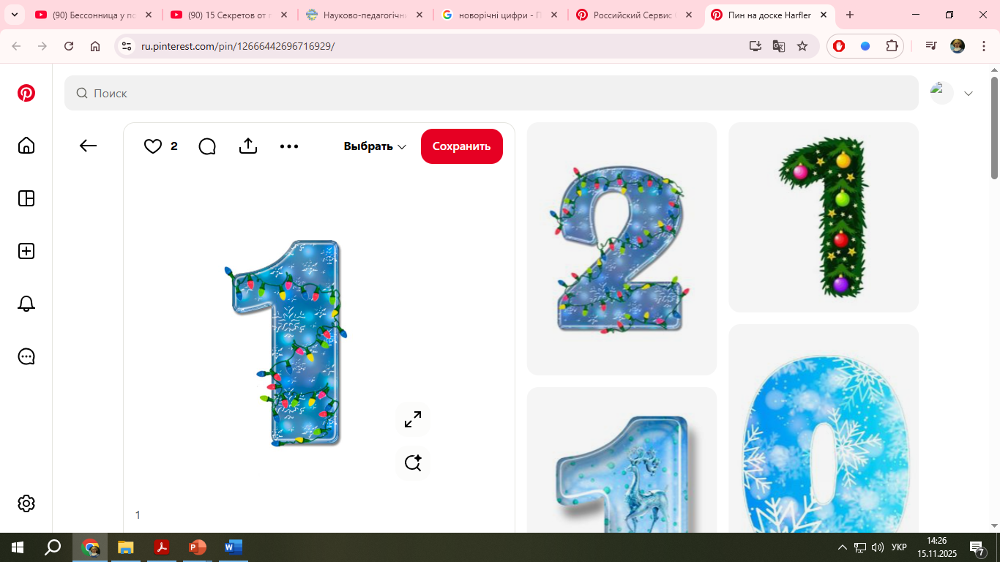 (90) Бессонница? у по
(90) 15 Секретов от г
Науково-педагогічн
новорічні цифри - П
Российский Сервис
Пин на доске Harfler
ru.pinterest.com/pin/12666442696716929/
Поиск
2
Выбрать
Сохранить
1
2
1
1
0
1
УКР
14:26
15.11.2025
7